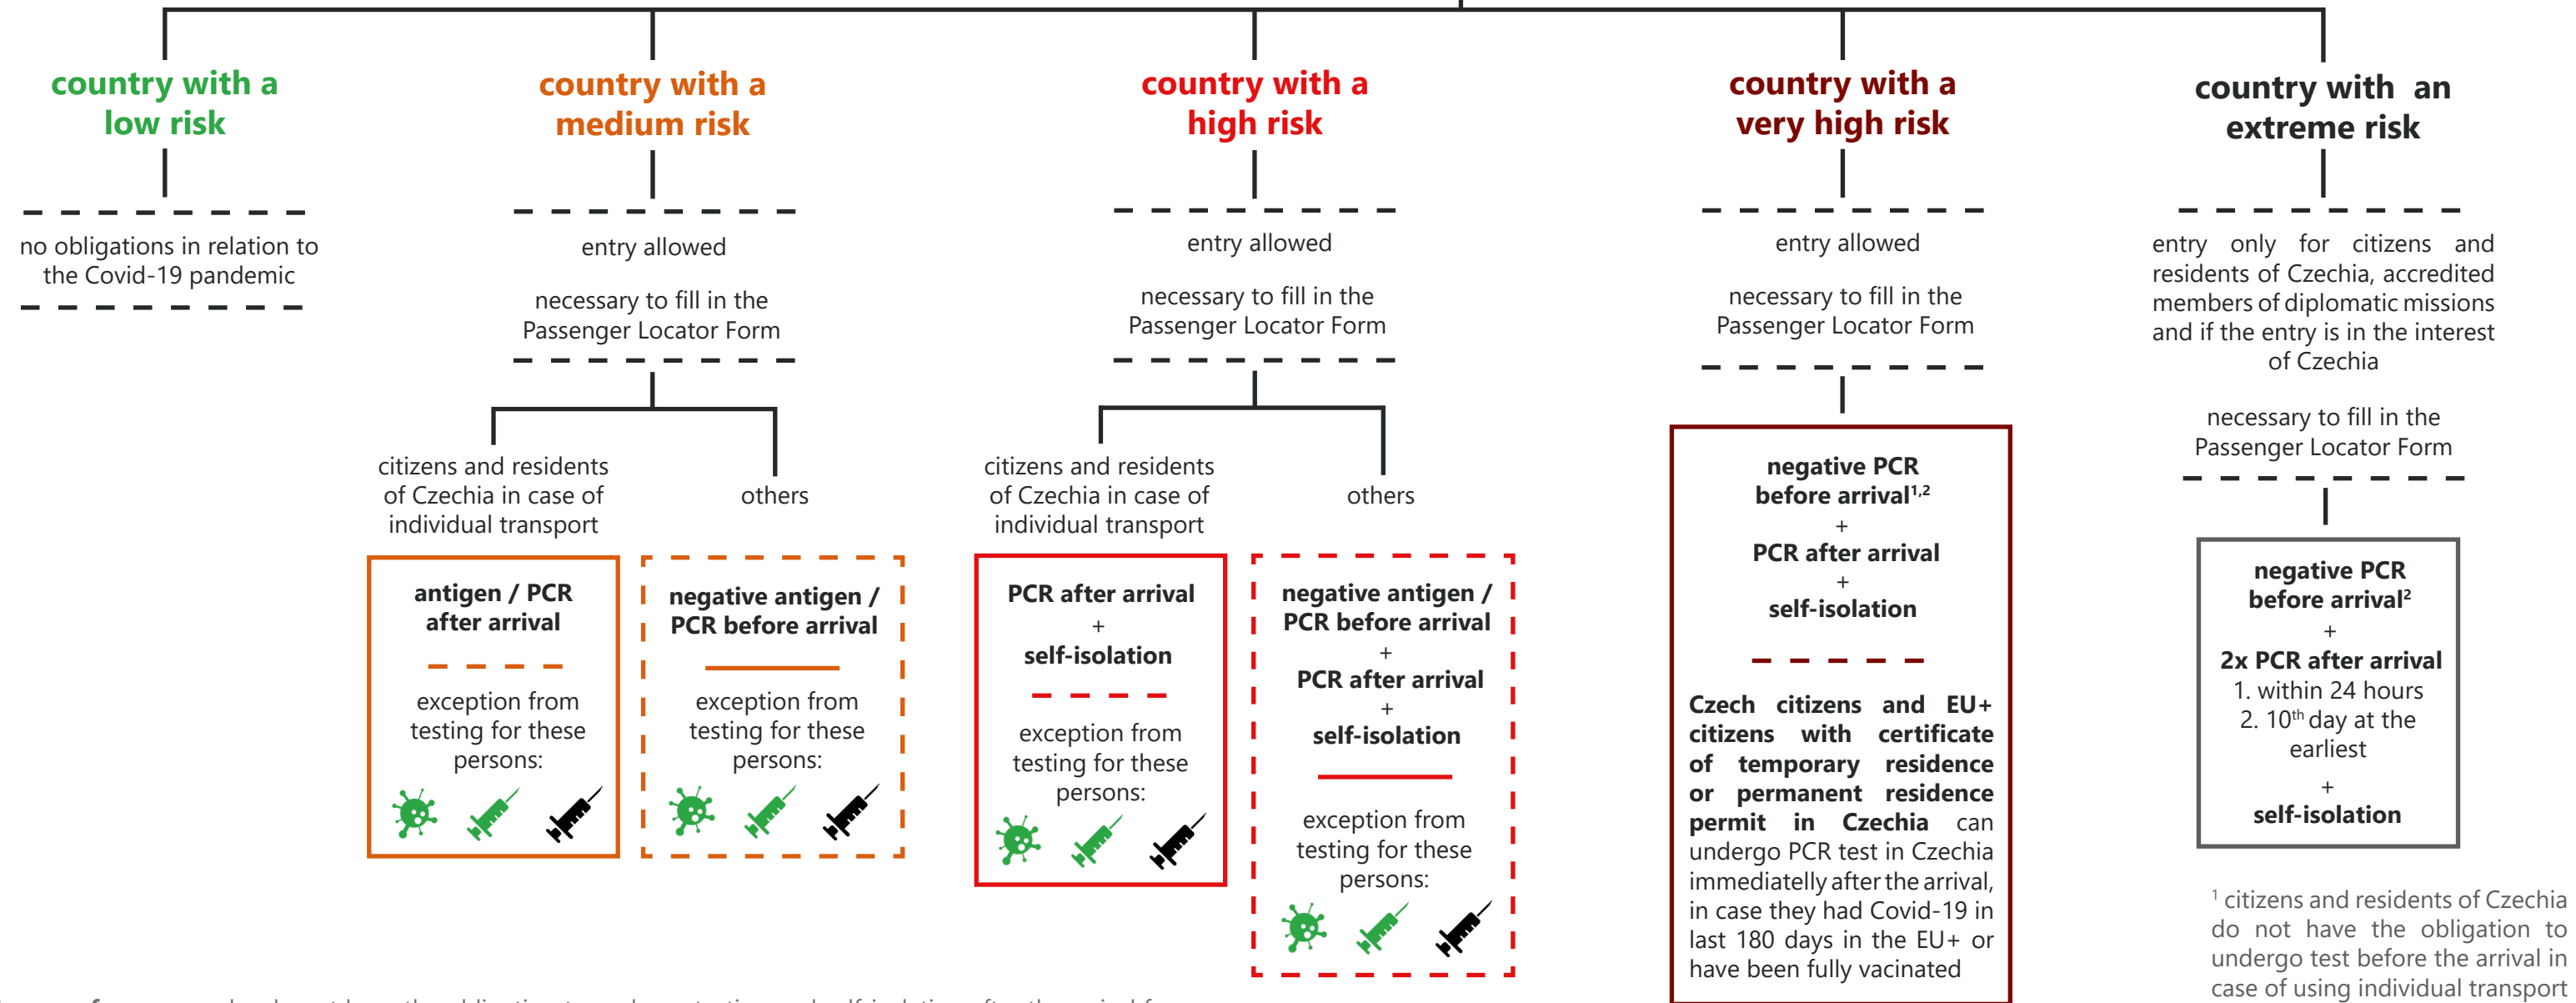 country with a
low risk
no obligations in relation to
the Covid-19 pandemic
country with a
medium risk
entry allowed
necessary to fill in the
Passenger Locator Form
citizens and residents
of Czechia in case of
individual transport
antigen / PCR
after arrival
exception from
testing for these
persons:
others
negative antigen /
PCR before arrival
exception from
testing for these
persons:
country with a
high risk
entry allowed
necessary to fill in the
Passenger Locator Form
citizens and residents
of Czechia in case of
individual transport
PCR after arrival
+
self-isolation
exception from
testing for these
persons:
others
negative antigen /
PCR before arrival
+
PCR after arrival
+
self-isolation
exception from
testing for these
persons:
country with a
very high risk
entry allowed
necessary to fill in the
Passenger Locator Form
negative PCR
before arrival1,2
+
PCR after arrival
+
self-isolation
Czech citizens and EU+
citizens with certificate
of temporary residence
or permanent residence
permit in Czechia can
undergo PCR test in Czechia
immediatelly after the arrival,
in case they had Covid-19 in
last 180 days in the EU+ or
have been fully vacinated
country with an
extreme risk
entry only for citizens and
residents of Czechia, accredited
members of diplomatic missions
and if the entry is in the interest
of Czechia
necessary to fill in the
Passenger Locator Form
negative PCR
before arrival2
+
2x PCR after arrival
1. within 24 hours
2. 10th day at the
earliest
+
self-isolation
1 citizens and residents of Czechia
do not have the obligation to
undergo test before the arrival in
case of using individual transport